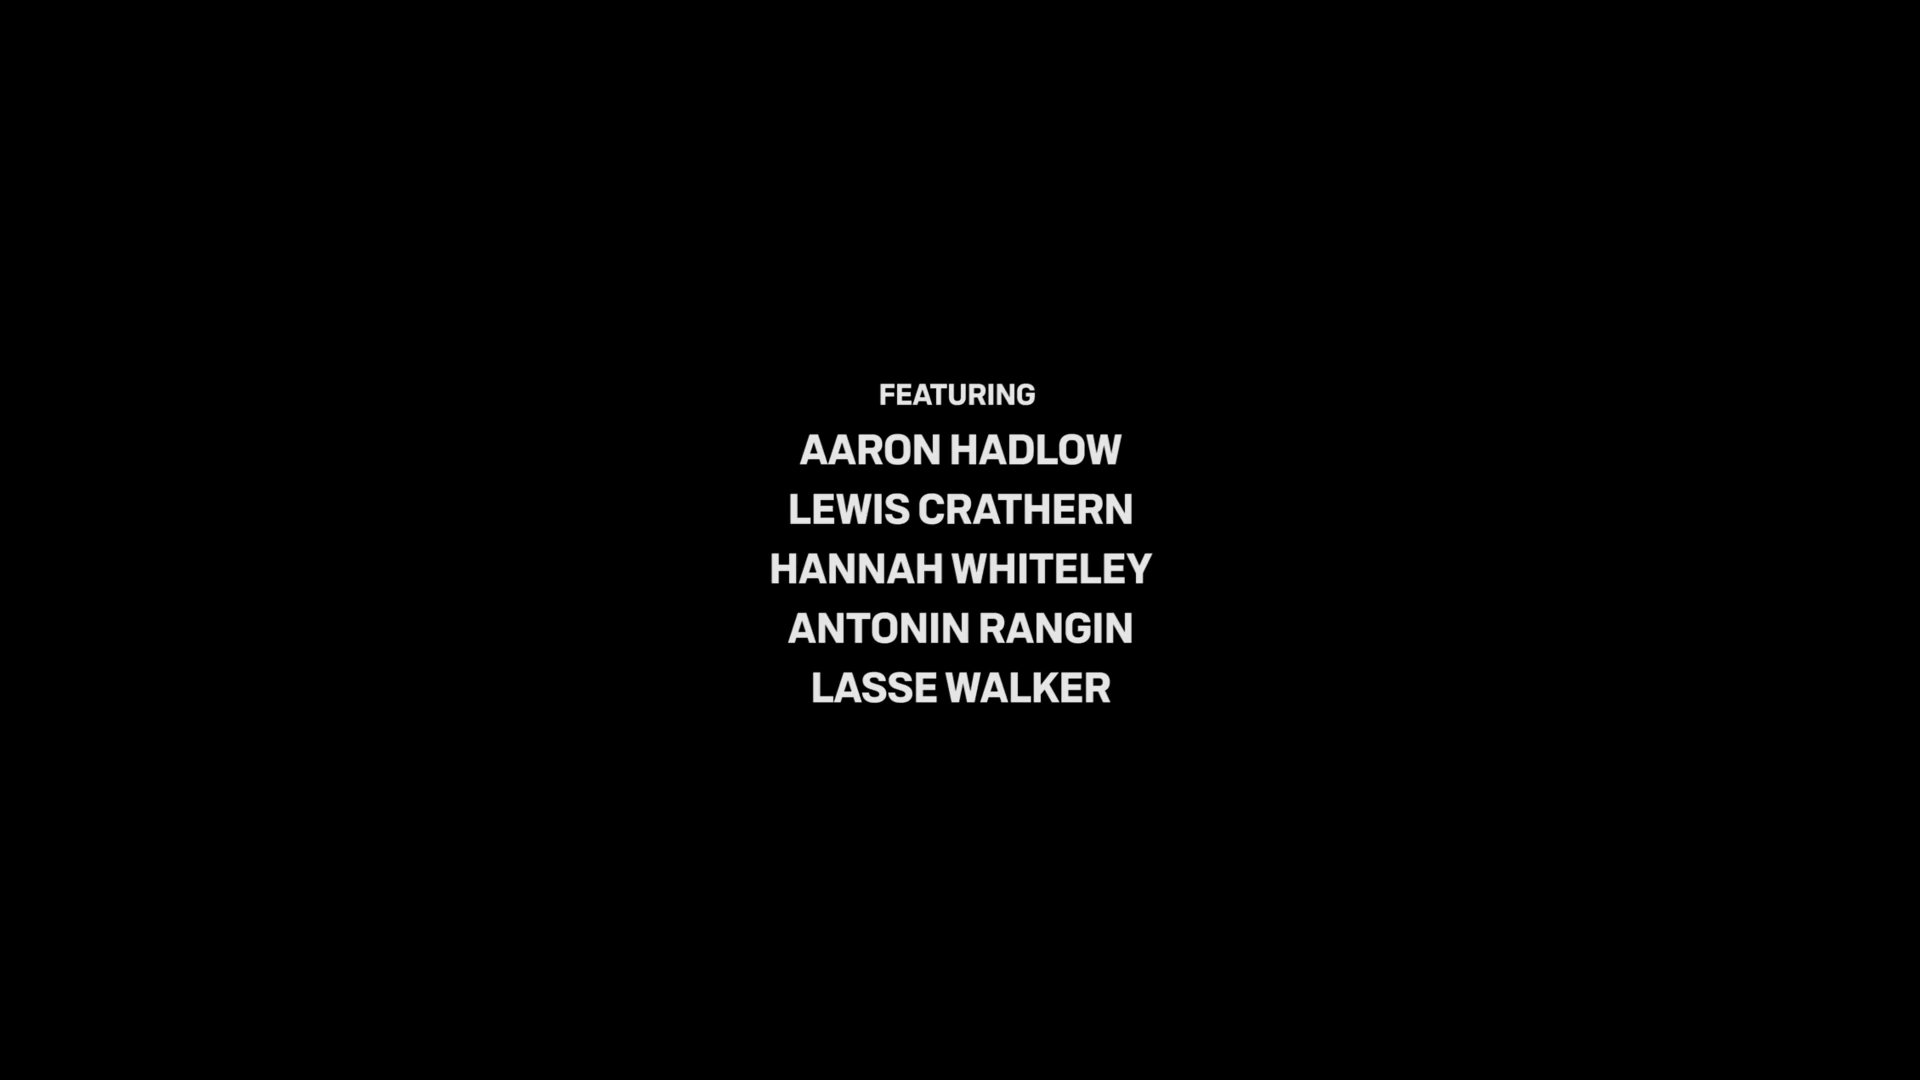 FEATURING
AARON HADLOW
LEWIS CRATHERN
HANNAH WHITELEY
ANTONIN RANGIN
LASSE WALKER